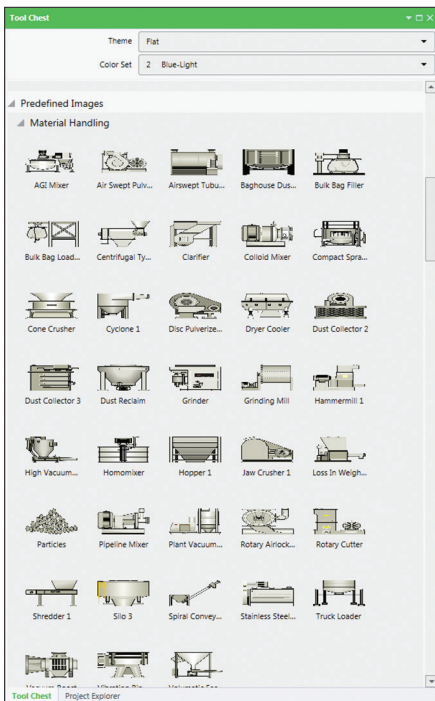 Tool Chest
Theme Flat
Color Set 2 Blue-Light
Predefined Images
Material Handling
AGI Mixer Air Swept Pulv... Airswept Tubu... Baghouse Dus... Bulk Bag Filler
Bulk Bag Load... Centrifugal Ty... Clarifier Colloid Mixer Compact Spra...
Cone Crusher Cyclone 1 Disc Pulverize... Dryer Cooler Dust Collector 2
Dust Collector 3 Dust Reclaim Grinder Grinding Mill Hammermill 1
High Vacuum... Homomixer Hopper 1 Jaw Crusher 1 Loss In Weigh...
Particles Pipeline Mixer Plant Vacuum... Rotary Airlock... Rotary Cutter
Shredder 1 Silo 3 Spiral Convey... Stainless Steel... Truck Loader
Tool Chest Project Explorer